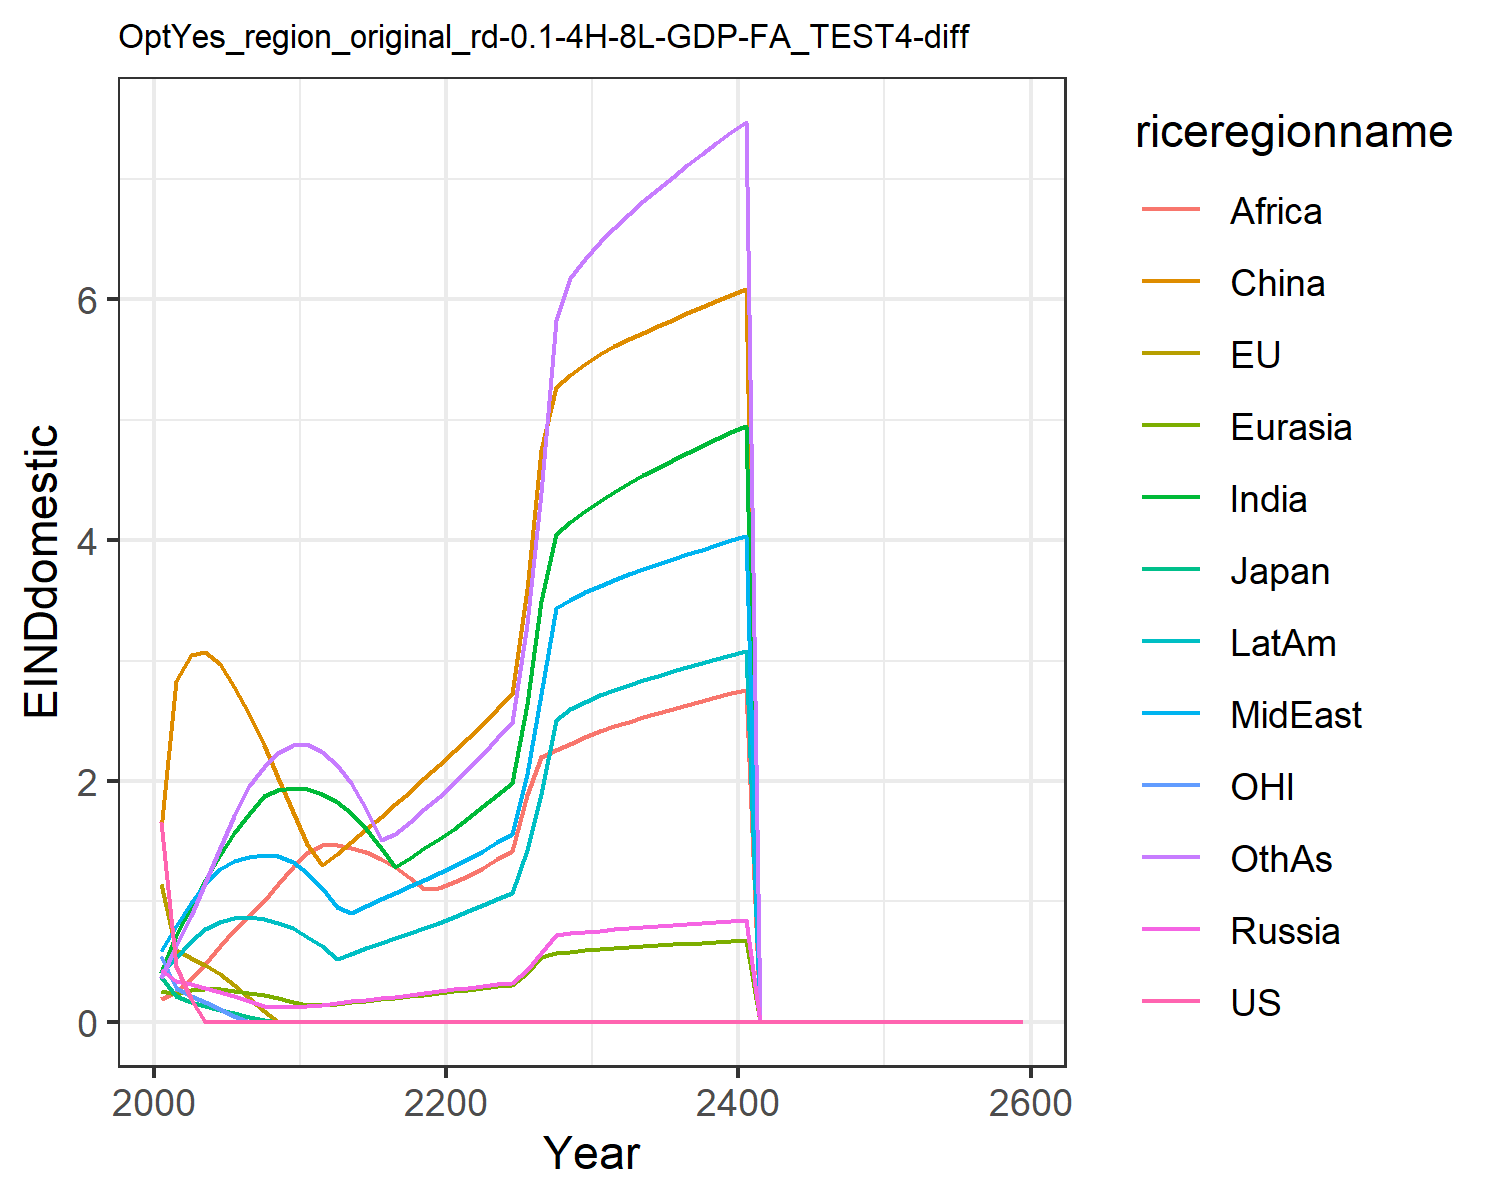 OptYes_region_original_rd-0.1-4H-8L-GDP-FA_TEST4-diff
EINDdomestic
6
4
2
0
2000
2200
2400
2600
Year
riceregionname
Africa
China
EU
Eurasia
India
Japan
LatAm
MidEast
OHI
OthAs
Russia
US